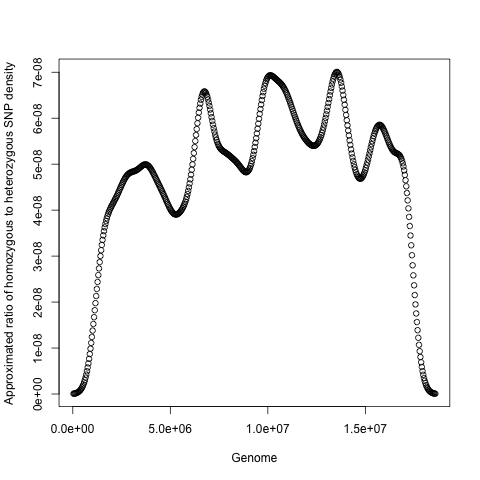 Approximated ratio of homozygous to heterozygous SNP density
7e-08
6e-08
5e-08
4e-08
3e-08
2e-08
1e-08
0e+00
0.0e+00 5.0e+06 1.0e+07 1.5e+07
Genome